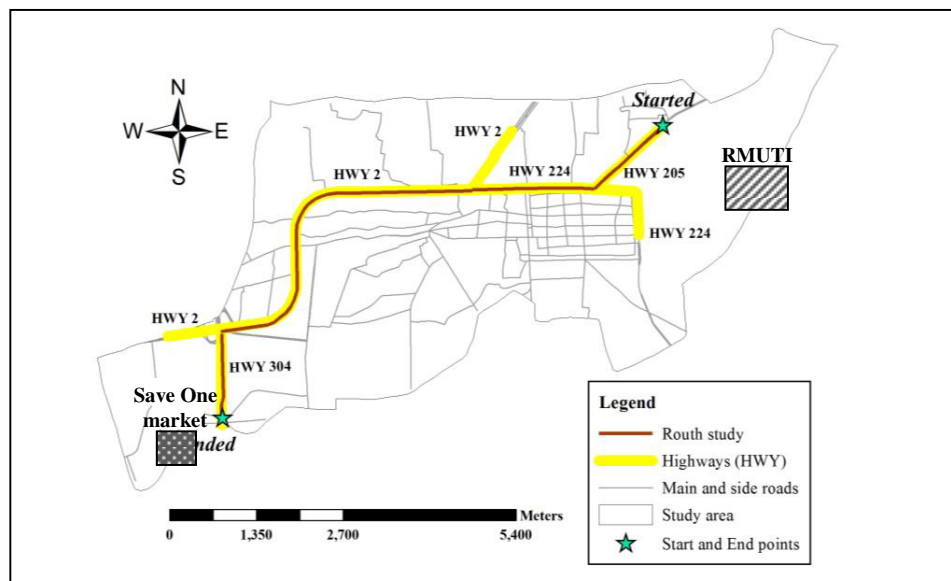 N
W E
S
Started
HWY 2
RMUTI
HWY 2
HWY 224
HWY 205
HWY 224
HWY 2
HWY 304
Save One
market
nded
Legend
Routh study
Highways (HWY)
Main and side roads
Study area
Start and End points
Meters
0 1,350 2,700 5,400